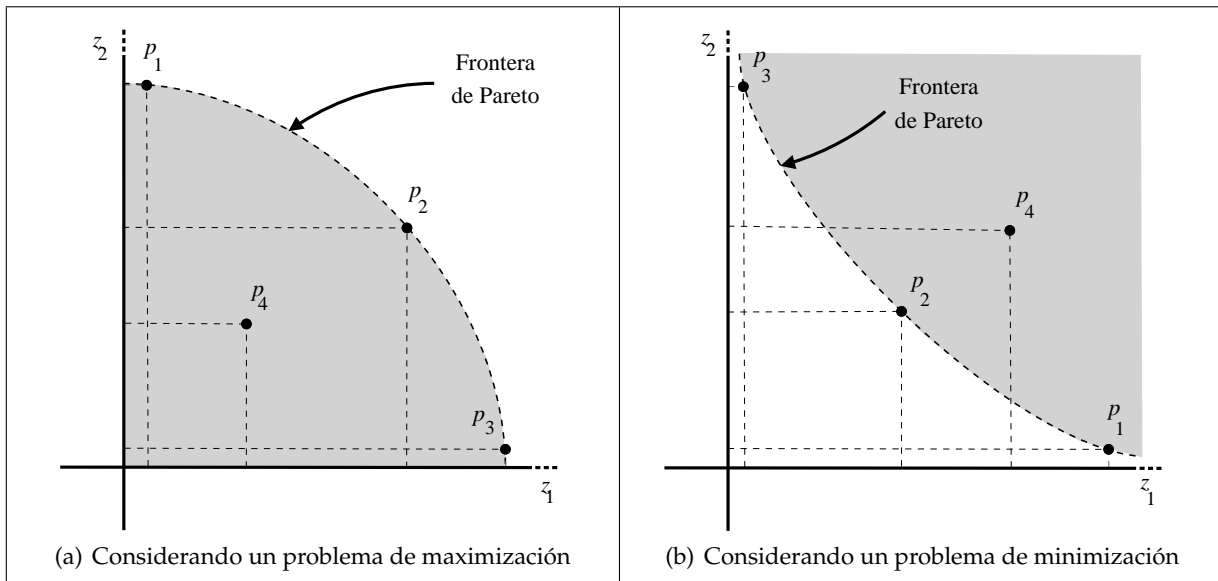 z2
p1
Frontera
de Pareto
p2
p4
p3
z1
(a) Considerando un problema de maximización
z2
p3
Frontera
de Pareto
p4
p2
p1
z1
(b) Considerando un problema de minimización